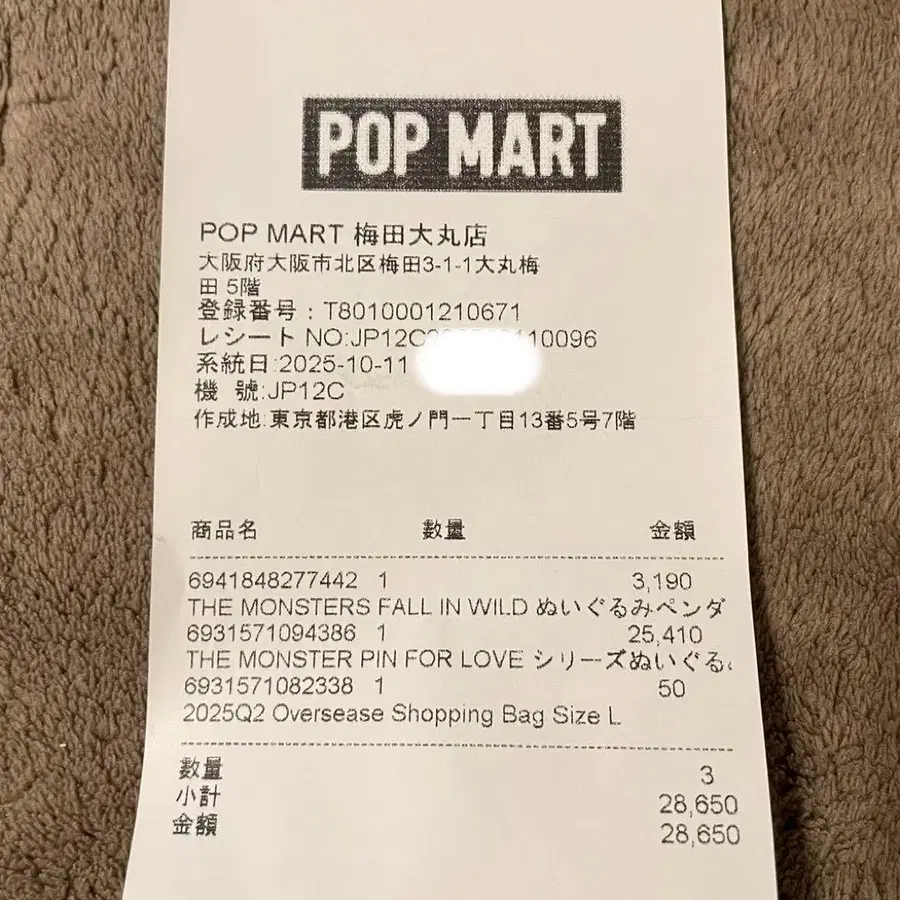 POP MART
POP MART 梅田大丸店
大阪府大阪市北区梅田3-1-1大丸梅
田 5階
登録番号：T8010001210671
レシート NO:JP12C 110096
系統日:2025-10-11
機 號:JP12C
作成地:東京都港区虎ノ門一丁目13番5号7階
商品名 數量 金額
6941848277442 1 3,190
THE MONSTERS FALL IN WILD ぬいぐるみペンダ
6931571094386 1 25,410
THE MONSTER PIN FOR LOVE シリーズぬいぐる
6931571082338 1 50
2025Q2 Oversease Shopping Bag Size L
數量 3
小計 28,650
金額 28,650